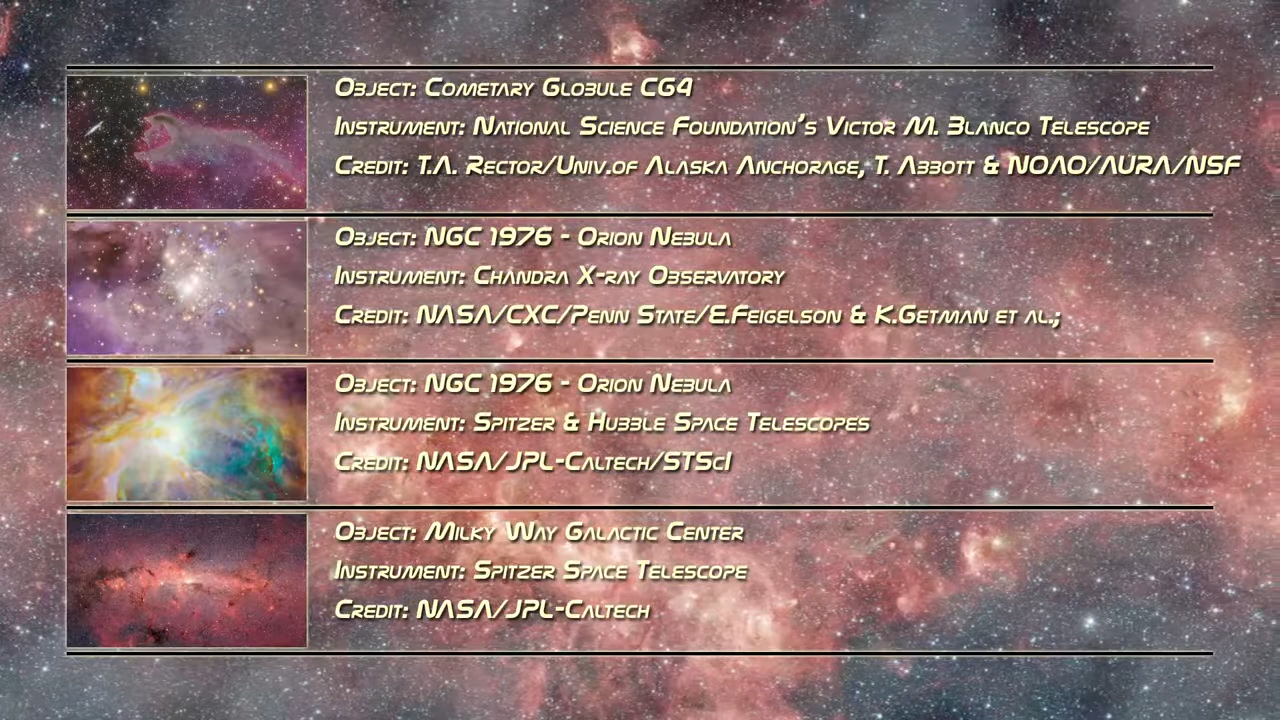 Object: Cometary Globule CG4
Instrument: National Science Foundation's Victor M. Blanco Telescope
Credit: T.A. Rector/Univ.of Alaska Anchorage, T. Abbott & NOAO/AURA/NSF
Object: NGC 1976 - Orion Nebula
Instrument: Chandra X-ray Observatory
Credit: NASA/CXC/Penn State/E.Feigelson & K.Getman et al.;
Object: NGC 1976 - Orion Nebula
Instrument: Spitzer & Hubble Space Telescopes
Credit: NASA/JPL-Caltech/STScI
Object: Milky Way Galactic Center
Instrument: Spitzer Space Telescope
Credit: NASA/JPL-Caltech